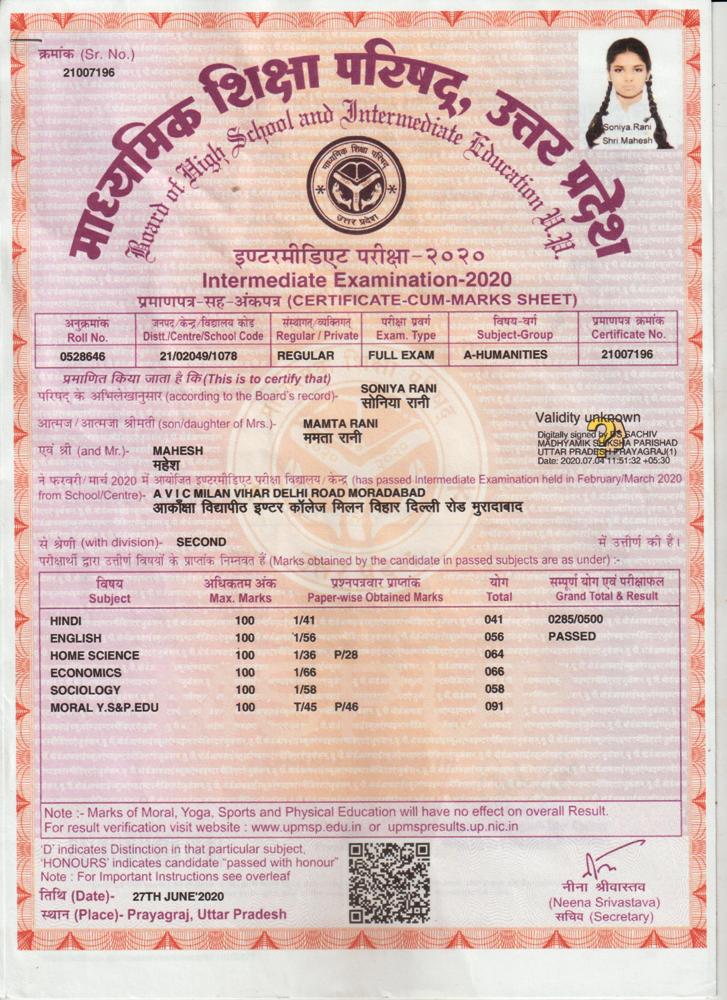 क्रमांक (Sr. No.)
21007196
माध्यमिक शिक्षा परिषद्, उत्तर प्रदेश
Board of High School and Intermediate Education U.P.
माध्यमिक शिक्षा परिषद्
उत्तर प्रदेश
Soniya Rani
Shri Mahesh
इण्टरमीडिएट परीक्षा-२०२०
Intermediate Examination-2020
प्रमाणपत्र-सह-अंकपत्र (CERTIFICATE-CUM-MARKS SHEET)
अनुक्रमांक जनपद/केन्द्र/विद्यालय कोड संस्थागत/व्यक्तिगत परीक्षा प्रवर्ग विषय-वर्ग प्रमाणपत्र क्रमांक
Roll No. Distt./Centre/School Code Regular / Private Exam. Type Subject-Group Certificate No.
0528646 21/02049/1078 REGULAR FULL EXAM A-HUMANITIES 21007196
प्रमाणित किया जाता है कि (This is to certify that)
परिषद् के अभिलेखानुसार (according to the Board's record)- SONIYA RANI
सोनिया रानी
आत्मज/आत्मजा श्रीमती (son/daughter of Mrs.)- MAMTA RANI
ममता रानी
एवं श्री (and Mr.)- MAHESH
महेश
Validity unknown
Digitally signed by DS SACHIV
MADHYAMIK SHIKSHA PARISHAD
UTTAR PRADESH PRAYAGRAJ(1)
Date: 2020.07.04 11:51:32 +05:30
ने फरवरी/मार्च 2020 में आयोजित इण्टरमीडिएट परीक्षा विद्यालय/केन्द्र (has passed Intermediate Examination held in February/March 2020
from School/Centre)- A V I C MILAN VIHAR DELHI ROAD MORADABAD
आकाँक्षा विद्यापीठ इण्टर कॉलेज मिलन विहार दिल्ली रोड मुरादाबाद
से श्रेणी (with division)- SECOND में उत्तीर्ण की है।
परीक्षार्थी द्वारा उत्तीर्ण विषयों के प्राप्तांक निम्नवत हैं (Marks obtained by the candidate in passed subjects are as under) :-
विषय अधिकतम अंक प्रश्नपत्रवार प्राप्तांक योग सम्पूर्ण योग एवं परीक्षाफल
Subject Max. Marks Paper-wise Obtained Marks Total Grand Total & Result
HINDI 100 1/41 041 0285/0500
ENGLISH 100 1/56 056 PASSED
HOME SCIENCE 100 1/36 P/28 064
ECONOMICS 100 1/66 066
SOCIOLOGY 100 1/58 058
MORAL Y.S&P.EDU 100 T/45 P/46 091
Note :- Marks of Moral, Yoga, Sports and Physical Education will have no effect on overall Result.
For result verification visit website : www.upmsp.edu.in or upmspresults.up.nic.in
'D' indicates Distinction in that particular subject,
'HONOURS' indicates candidate "passed with honour"
Note : For Important Instructions see overleaf
तिथि (Date)- 27TH JUNE'2020
स्थान (Place)- Prayagraj, Uttar Pradesh
नीना श्रीवास्तव
(Neena Srivastava)
सचिव (Secretary)